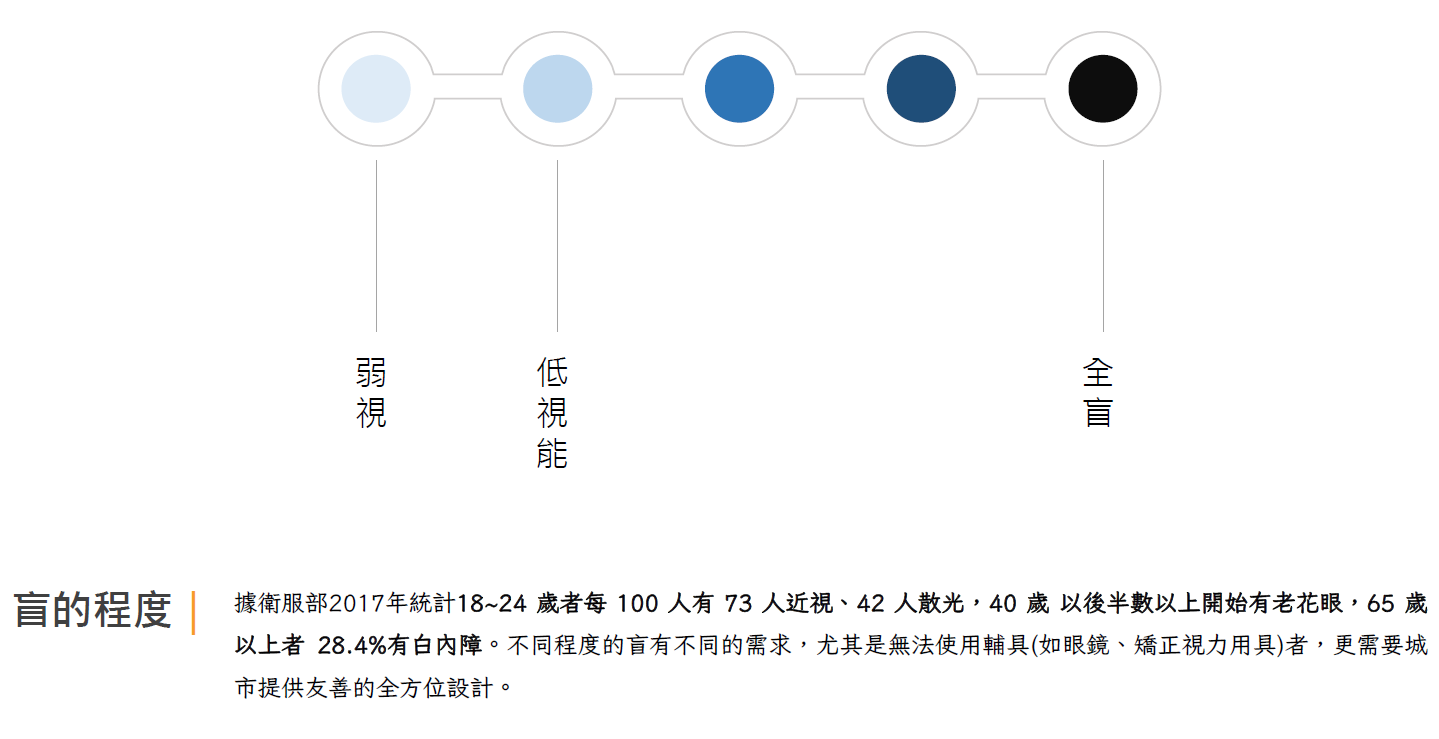 弱視
低視能
全盲
盲的程度
據衛服部2017年統計18~24 歲者每 100 人有 73 人近視、42 人散光，40 歲 以後半數以上開始有老花眼，65 歲
以上者 28.4%有白內障。不同程度的盲有不同的需求，尤其是無法使用輔具(如眼鏡、矯正視力用具)者，更需要城
市提供友善的全方位設計。